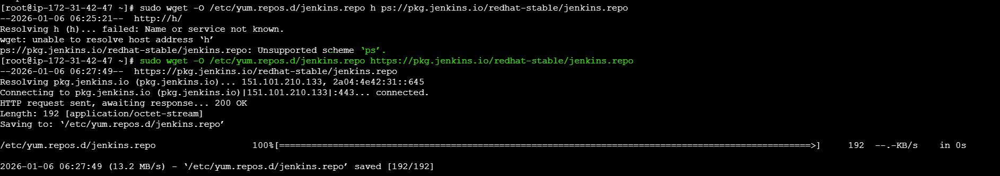 [root@ip-172-31-42-47 ~]# sudo wget -O /etc/yum.repos.d/jenkins.repo h ps://pkg.jenkins.io/redhat-stable/jenkins.repo
--2026-01-06 06:25:21--  http://h/
Resolving h (h)... failed: Name or service not known.
wget: unable to resolve host address ‘h’
ps://pkg.jenkins.io/redhat-stable/jenkins.repo: Unsupported scheme ‘ps’.
[root@ip-172-31-42-47 ~]# sudo wget -O /etc/yum.repos.d/jenkins.repo https://pkg.jenkins.io/redhat-stable/jenkins.repo
--2026-01-06 06:27:49--  https://pkg.jenkins.io/redhat-stable/jenkins.repo
Resolving pkg.jenkins.io (pkg.jenkins.io)... 151.101.210.133, 2a04:4e42:31::645
Connecting to pkg.jenkins.io (pkg.jenkins.io)|151.101.210.133|:443... connected.
HTTP request sent, awaiting response... 200 OK
Length: 192 [application/octet-stream]
Saving to: ‘/etc/yum.repos.d/jenkins.repo’
/etc/yum.repos.d/jenkins.repo 100%[=================================================================================================>] 192 --.-KB/s in 0s
2026-01-06 06:27:49 (13.2 MB/s) - ‘/etc/yum.repos.d/jenkins.repo’ saved [192/192]